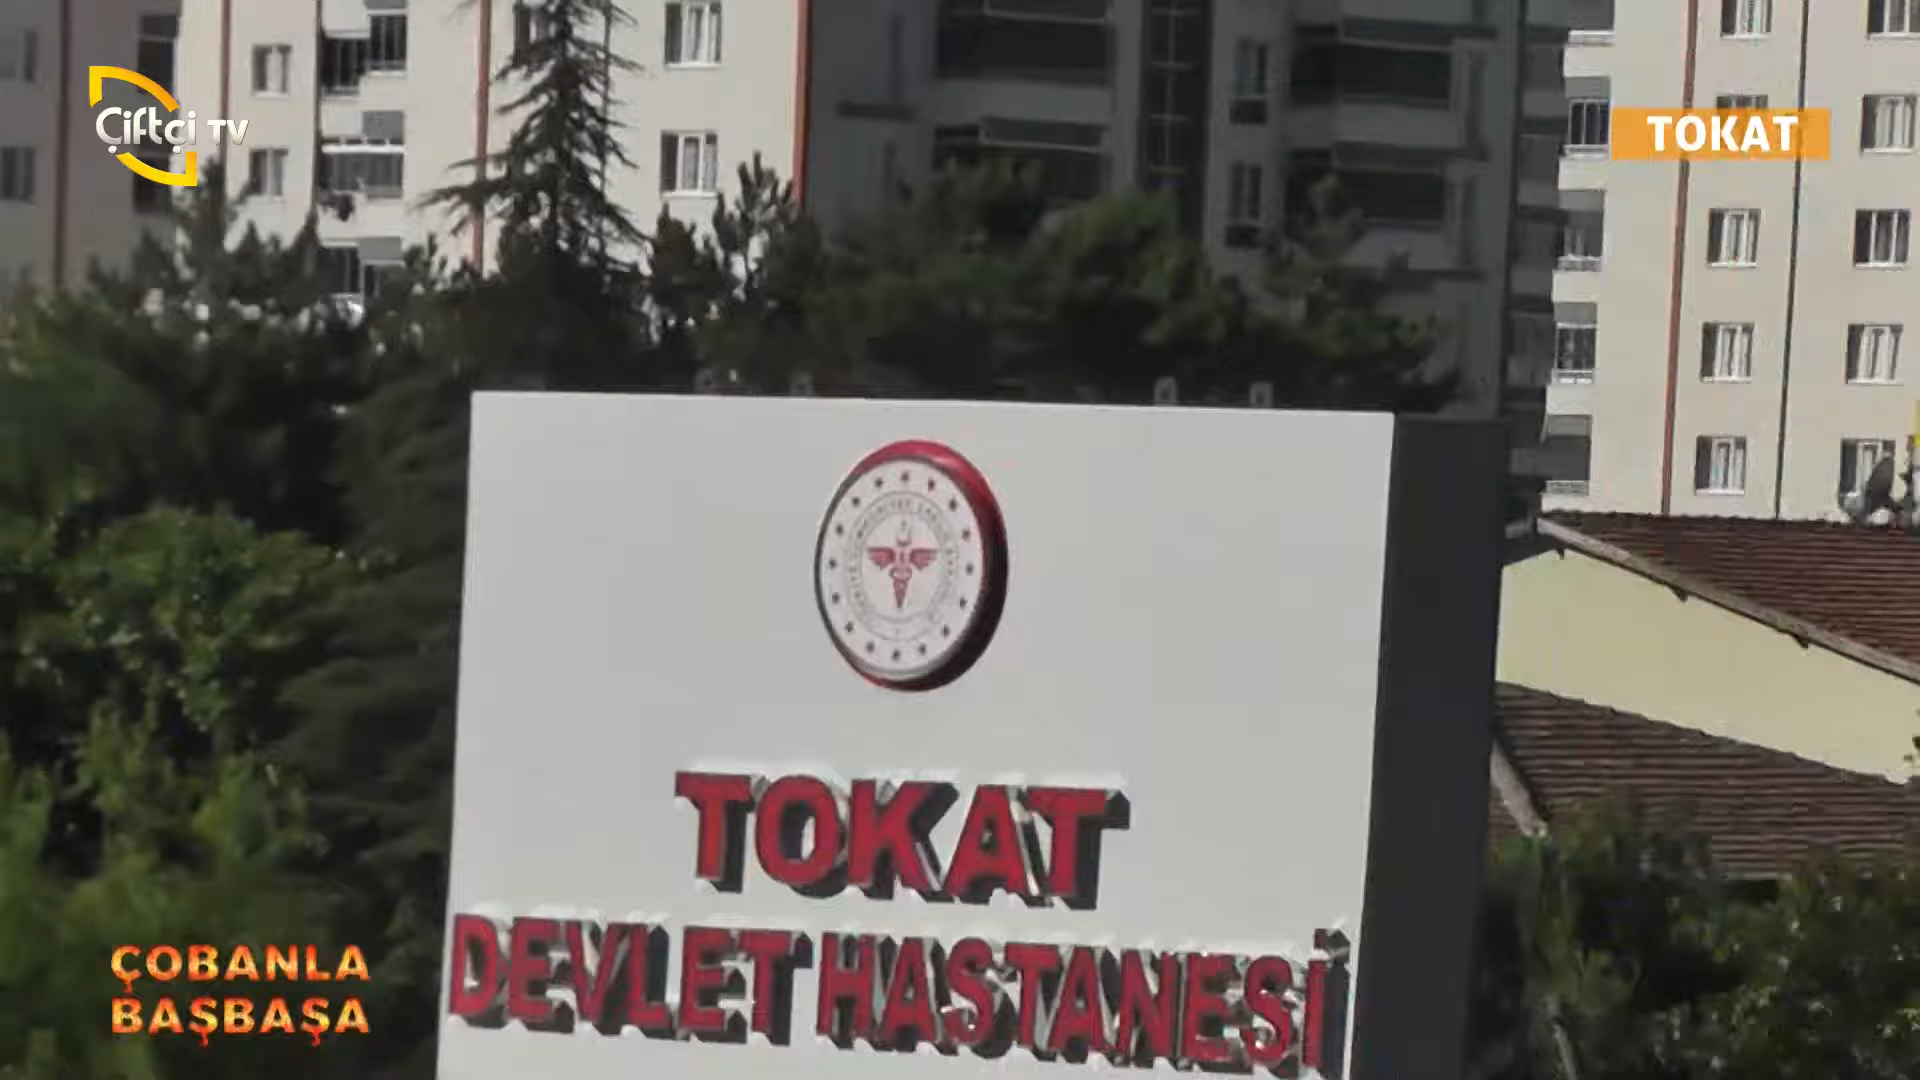 Çiftçi TV
TOKAT
TOKAT
DEVLET HASTANESİ
ÇOBANLA
BAŞBAŞA